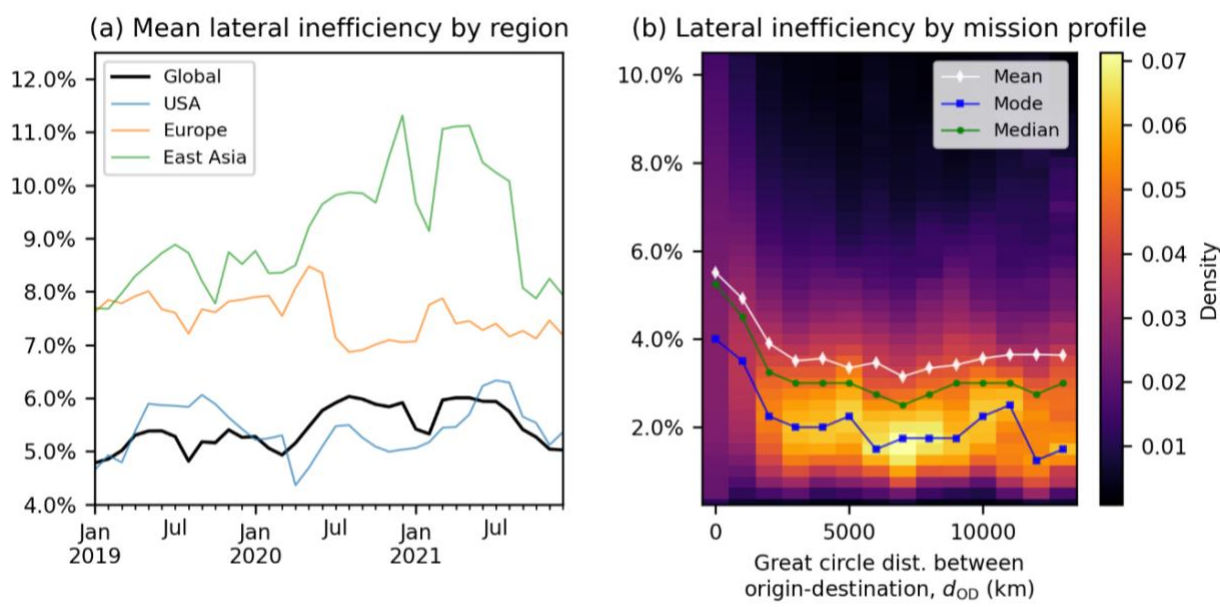 (a) Mean lateral inefficiency by region
12.0%
11.0%
10.0%
9.0%
8.0%
7.0%
6.0%
5.0%
4.0%
Global
USA
Europe
East Asia
Jan
2019
Jul
Jan
2020
Jul
Jan
2021
Jul
(b) Lateral inefficiency by mission profile
10.0%
8.0%
6.0%
4.0%
2.0%
Mean
Mode
Median
0
5000
10000
Great circle dist. between
origin-destination, d_OD (km)
0.07
0.06
0.05
0.04
0.03
0.02
0.01
Density